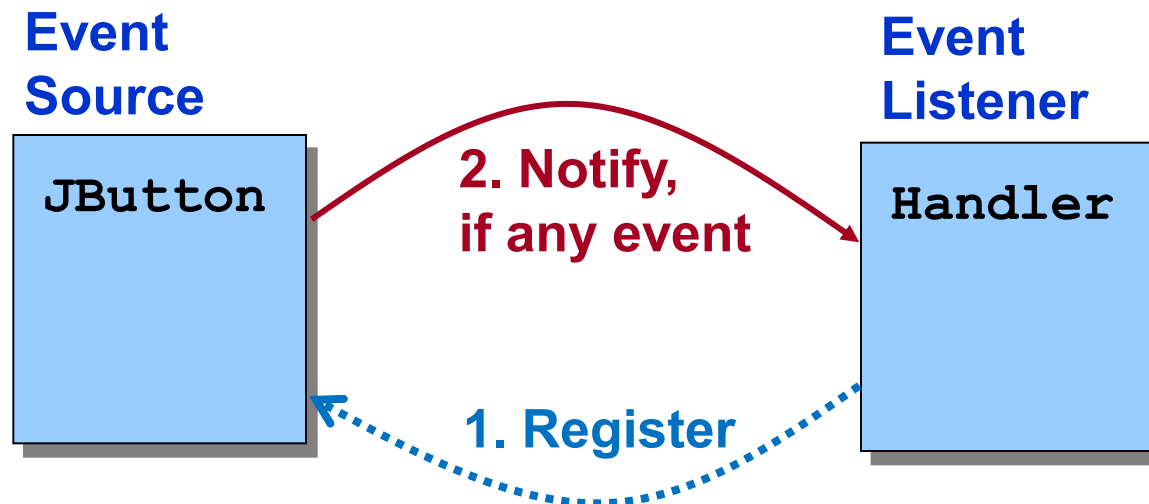 Event
Source
JButton
2. Notify,
if any event
1. Register
Event
Listener
Handler